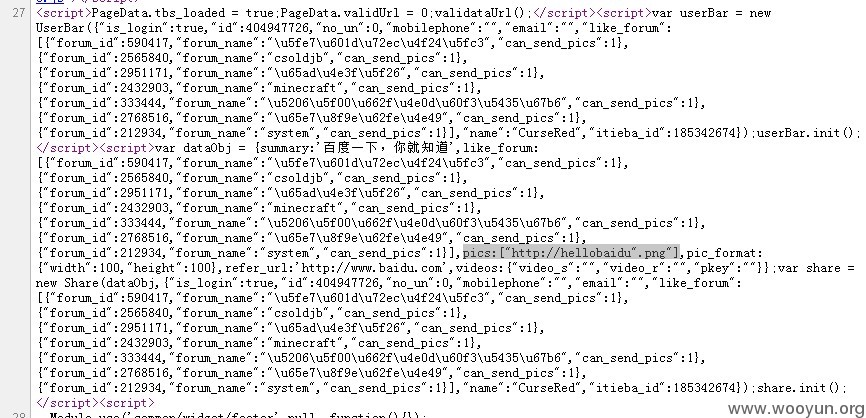 27 <script>PageData.tbs_loaded = true;PageData.validUrl = 0;validataUrl();</script><script>var userBar = new
UserBar({"is_login":true,"id":404947726,"no_un":0,"mobilephone":"","email":"","like_forum":
[{"forum_id":590417,"forum_name":"\u5fe7\u601d\u72ec\u4f24\u5fc3","can_send_pics":1},
{"forum_id":2565840,"forum_name":"csoldjb","can_send_pics":1},
{"forum_id":2951171,"forum_name":"\u65ad\u4e3f\u5f26","can_send_pics":1},
{"forum_id":2432903,"forum_name":"minecraft","can_send_pics":1},
{"forum_id":333444,"forum_name":"\u5206\u5f00\u662f\u4e0d\u60f3\u5435\u67b6","can_send_pics":1},
{"forum_id":2768516,"forum_name":"\u65e7\u8f9e\u62fe\u4e49","can_send_pics":1},
{"forum_id":212934,"forum_name":"system","can_send_pics":1}],"name":"CurseRed","itieba_id":185342674});userBar.init();
</script><script>var dataObj = {summary:'百度一下，你就知道',like_forum:
[{"forum_id":590417,"forum_name":"\u5fe7\u601d\u72ec\u4f24\u5fc3","can_send_pics":1},
{"forum_id":2565840,"forum_name":"csoldjb","can_send_pics":1},
{"forum_id":2951171,"forum_name":"\u65ad\u4e3f\u5f26","can_send_pics":1},
{"forum_id":2432903,"forum_name":"minecraft","can_send_pics":1},
{"forum_id":333444,"forum_name":"\u5206\u5f00\u662f\u4e0d\u60f3\u5435\u67b6","can_send_pics":1},
{"forum_id":2768516,"forum_name":"\u65e7\u8f9e\u62fe\u4e49","can_send_pics":1},
{"forum_id":212934,"forum_name":"system","can_send_pics":1}],pics:["http://hellobaidu".png"],pic_format:
{"width":100,"height":100},refer_url:'http://www.baidu.com',videos:{"video_s":"","video_r":"","pkey":""}};var share =
new Share(dataObj,{"is_login":true,"id":404947726,"no_un":0,"mobilephone":"","email":"","like_forum":
[{"forum_id":590417,"forum_name":"\u5fe7\u601d\u72ec\u4f24\u5fc3","can_send_pics":1},
{"forum_id":2565840,"forum_name":"csoldjb","can_send_pics":1},
{"forum_id":2951171,"forum_name":"\u65ad\u4e3f\u5f26","can_send_pics":1},
{"forum_id":2432903,"forum_name":"minecraft","can_send_pics":1},
{"forum_id":333444,"forum_name":"\u5206\u5f00\u662f\u4e0d\u60f3\u5435\u67b6","can_send_pics":1},
{"forum_id":2768516,"forum_name":"\u65e7\u8f9e\u62fe\u4e49","can_send_pics":1},
{"forum_id":212934,"forum_name":"system","can_send_pics":1}],"name":"CurseRed","itieba_id":185342674});share.init();
</script><script>
www.wooyun.org